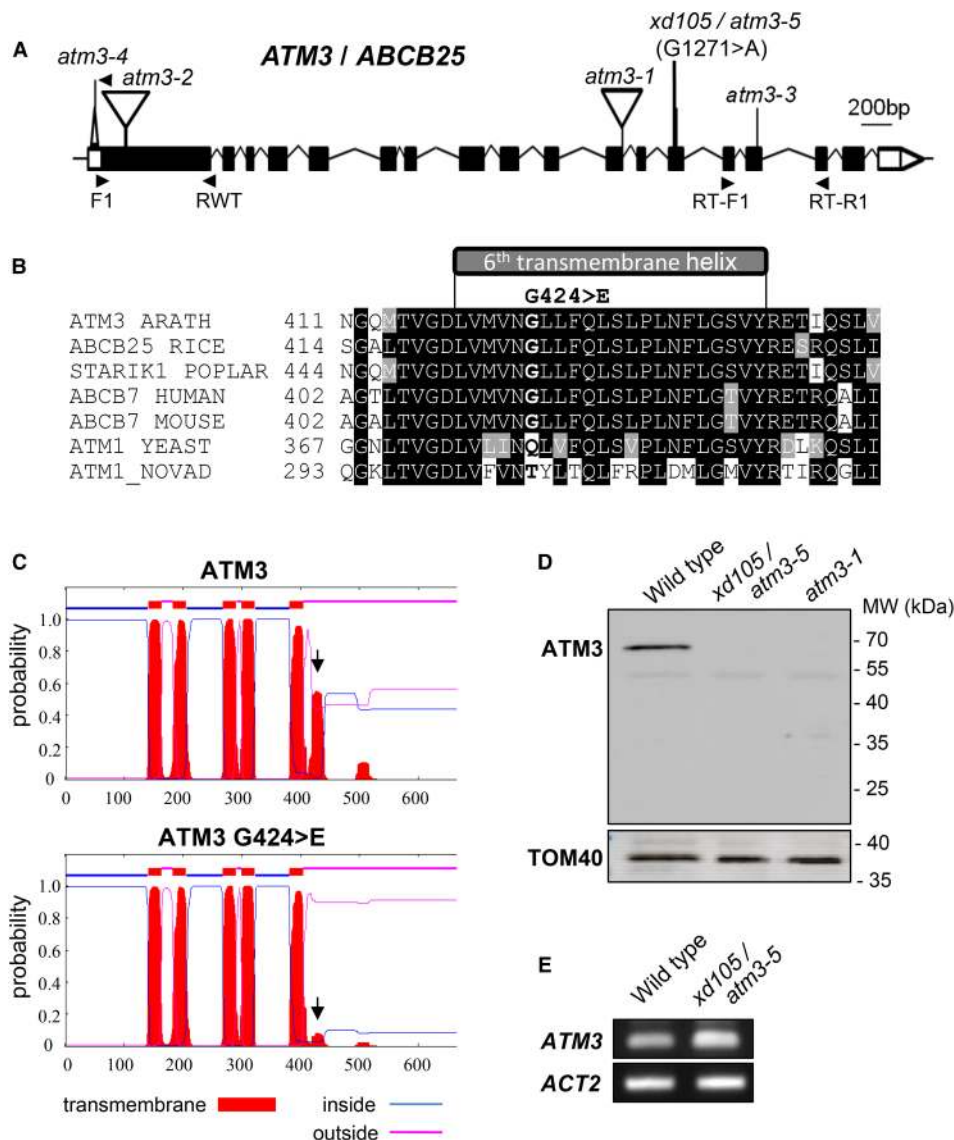 A
ATM3 / ABCB25
xd105 / atm3-5
(G1271>A)
atm3-4
atm3-2
atm3-1
atm3-3
200bp
F1
RWT
RT-F1
RT-R1
B
6th transmembrane helix
G424>E
ATM3 ARATH 411 NGQMTVGDLVMVNGLLFQLSLPLNFLGSVYRETIQSLV
ABCB25 RICE 414 SGALTVGDLVMVNGLLFQLSLPLNFLGSVYRESRQSLI
STARIK1 POPLAR 444 NGQMTVGDLVMVNGLLFQLSLPLNFLGSVYRETIQSLV
ABCB7 HUMAN 402 AGTLTVGDLVMVNGLLFQLSLPLNFLGTVYRETRQALI
ABCB7 MOUSE 402 AGTLTVGDLVMVNGLLFQLSLPLNFLGTVYRETRQALI
ATM1 YEAST 367 GGNLTVGDLVLINQLVFQLSVPLNFLGSVYRDLKQSLI
ATM1_NOVAD 293 QGKLTVGDLVFVNTYLTQLFRPLDMLGMVYRTIRQGLI
C
ATM3
probability
1.0
0.8
0.6
0.4
0.2
0
0 100 200 300 400 500 600
ATM3 G424>E
probability
1.0
0.8
0.6
0.4
0.2
0
0 100 200 300 400 500 600
transmembrane
inside
outside
D
Wild type
xd105 /
atm3-5
atm3-1
MW (kDa)
ATM3
- 70
- 55
- 40
- 35
- 25
TOM40
- 40
- 35
E
Wild type
xd105 /
atm3-5
ATM3
ACT2